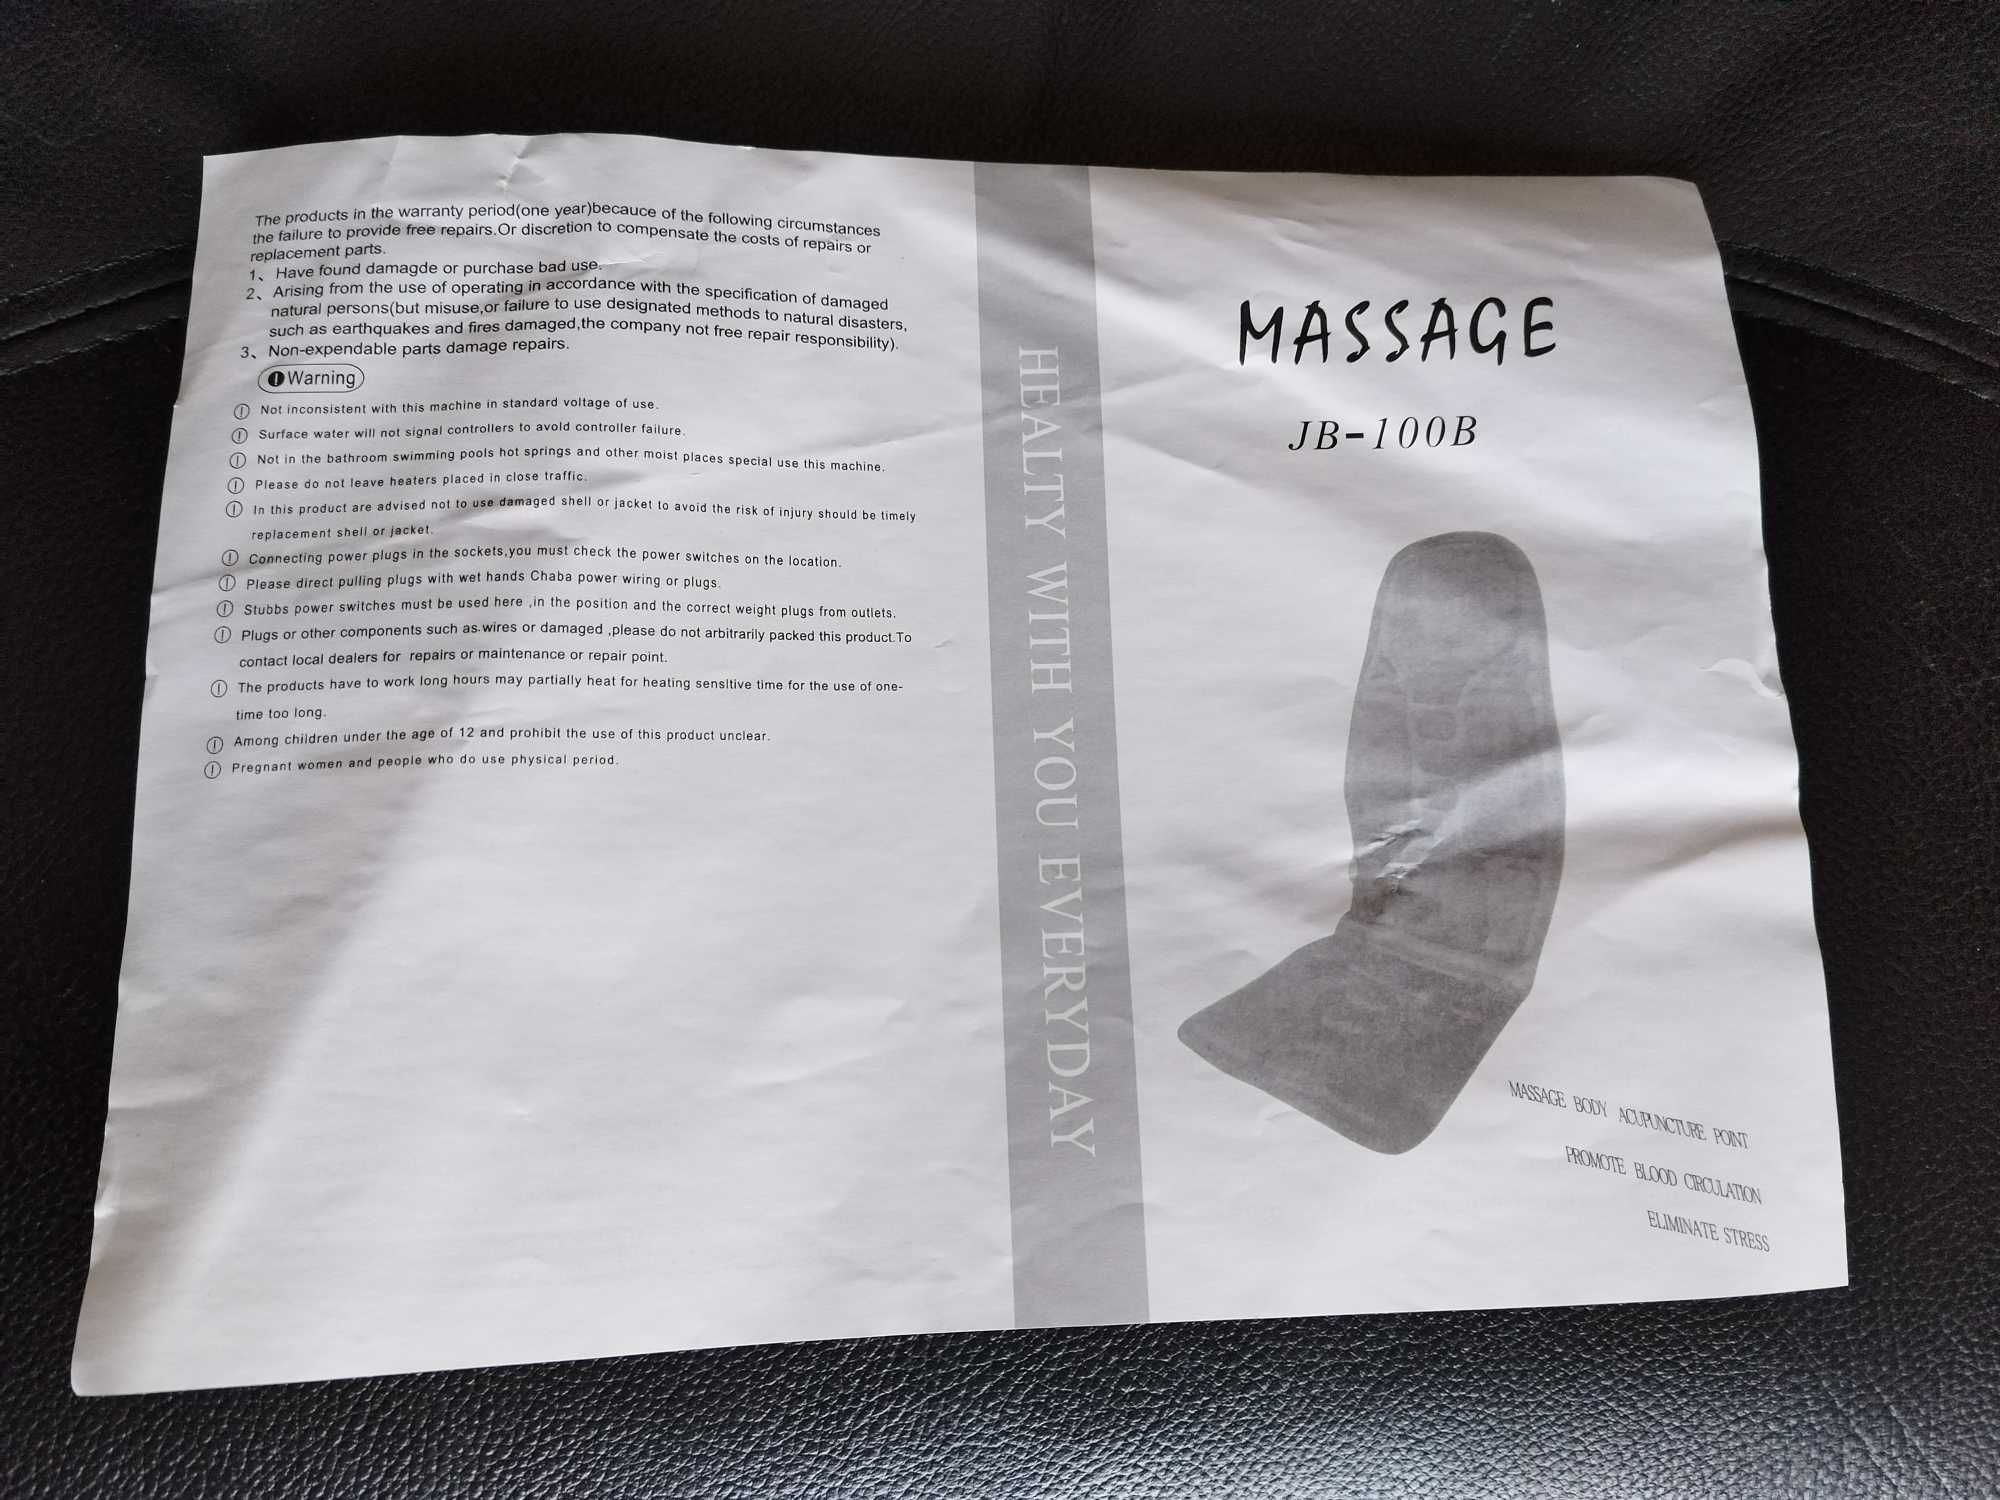 The products in the warranty period(one year)becauce of the following circumstances
the failure to provide free repairs.Or discretion to compensate the costs of repairs or
replacement parts.
1、 Have found damagde or purchase bad use.
2、 Arising from the use of operating in accordance with the specification of damaged
natural persons(but misuse,or failure to use designated methods to natural disasters,
such as earthquakes and fires damaged,the company not free repair responsibility).
3、 Non-expendable parts damage repairs.
Warning
Not inconsistent with this machine in standard voltage of use.
Surface water will not signal controllers to avold controller failure.
Not in the bathroom swimming pools hot springs and other moist places special use this machine.
Please do not leave heaters placed in close traffic.
In this product are advised not to use damaged shell or jacket to avoid the risk of injury should be timely
replacement shell or jacket.
Connecting power plugs in the sockets,you must check the power switches on the location.
Please direct pulling plugs with wet hands Chaba power wiring or plugs.
Stubbs power switches must be used here ,in the position and the correct weight plugs from outlets.
Plugs or other components such as wires or damaged ,please do not arbitrarily packed this product.To
contact local dealers for repairs or maintenance or repair point.
The products have to work long hours may partially heat for heating sensltive time for the use of one-
time too long.
Among children under the age of 12 and prohibit the use of this product unclear.
Pregnant women and people who do use physical period.
HEALTY WITH YOU EVERYDAY
MASSAGE
JB-100B
MASSAGE BODY ACUPUNCTURE POINT
PROMOTE BLOOD CIRCULATION
ELIMINATE STRESS